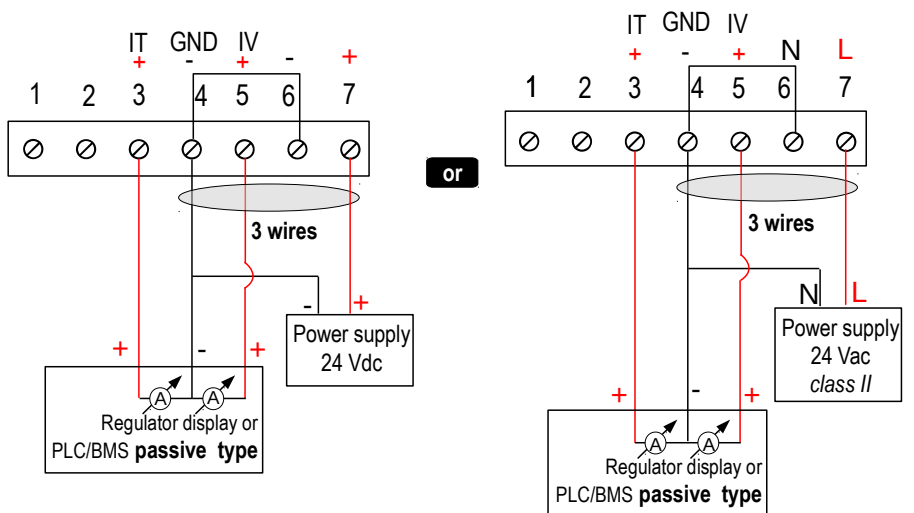 IT GND IV
+ - + - +
1 2 3 4 5 6 7
3 wires
- +
Power supply
24 Vdc
+ - +
A A
Regulator display or
PLC/BMS passive type
or
IT GND IV N L
+ - +
1 2 3 4 5 6 7
3 wires
N L
Power supply
24 Vac
class II
+ - +
A A
Regulator display or
PLC/BMS passive type